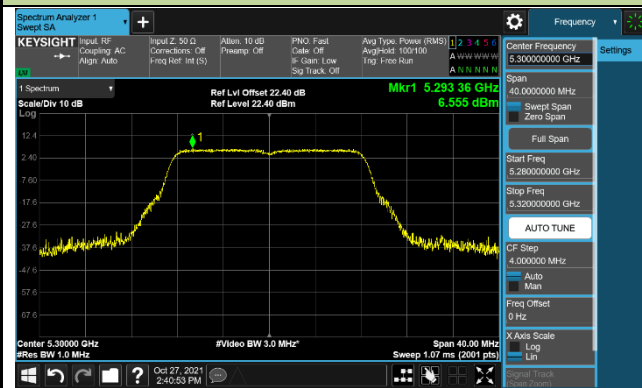 Spectrum Analyzer 1
Swept SA
Frequency
KEYSIGHT
Input: RF
Coupling: AC
Align: Auto
Input Z: 50 Ω
Corrections: Off
Freq Ref: Int (S)
Atten: 10 dB
Preamp: Off
PNO: Fast
Gate: Off
IF Gain: Low
Sig Track: Off
Avg Type: Power (RMS)
Avg|Hold: 100/100
Trig: Free Run
1 2 3 4 5 6
A W W W W W
A N N N N N
LXI
1 Spectrum
Scale/Div 10 dB
Log
Ref Lvl Offset 22.40 dB
Ref Level 22.40 dBm
Mkr1 5.293 36 GHz
6.555 dBm
1
12.4
2.40
-7.60
-17.6
-27.6
-37.6
-47.6
-57.6
-67.6
Center 5.30000 GHz
#Res BW 1.0 MHz
#Video BW 3.0 MHz*
Span 40.00 MHz
Sweep 1.07 ms (2001 pts)
Oct 27, 2021
2:40:53 PM
Center Frequency
5.30000000 GHz
Span
40.0000000 MHz
Swept Span
Zero Span
Full Span
Start Freq
5.28000000 GHz
Stop Freq
5.32000000 GHz
AUTO TUNE
CF Step
4.000000 MHz
Auto
Man
Freq Offset
0 Hz
X Axis Scale
Log
Lin
Signal Track
(Span Zoom)
Settings